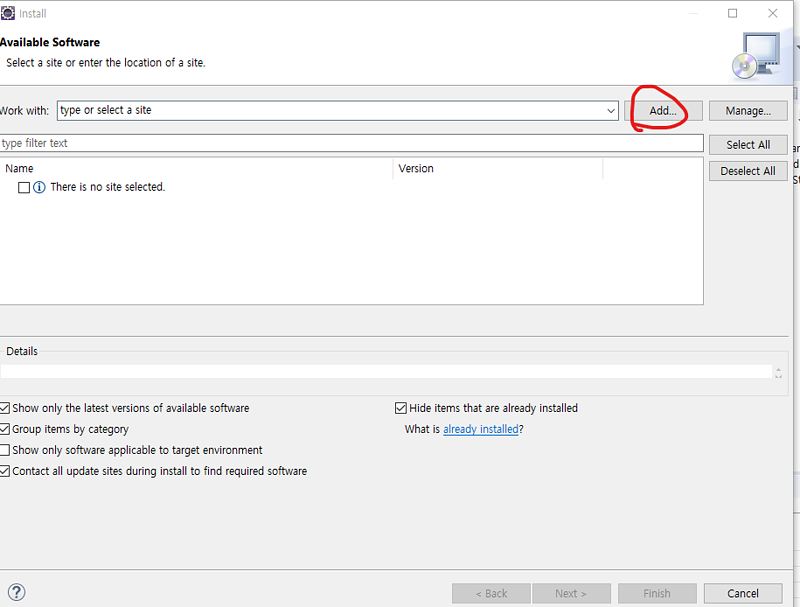 Install
Available Software
Select a site or enter the location of a site.
Work with: type or select a site Add... Manage...
type filter text Select All
Name Version Deselect All
There is no site selected.
Details
Show only the latest versions of available software Hide items that are already installed
Group items by category What is already installed?
Show only software applicable to target environment
Contact all update sites during install to find required software
? < Back Next > Finish Cancel